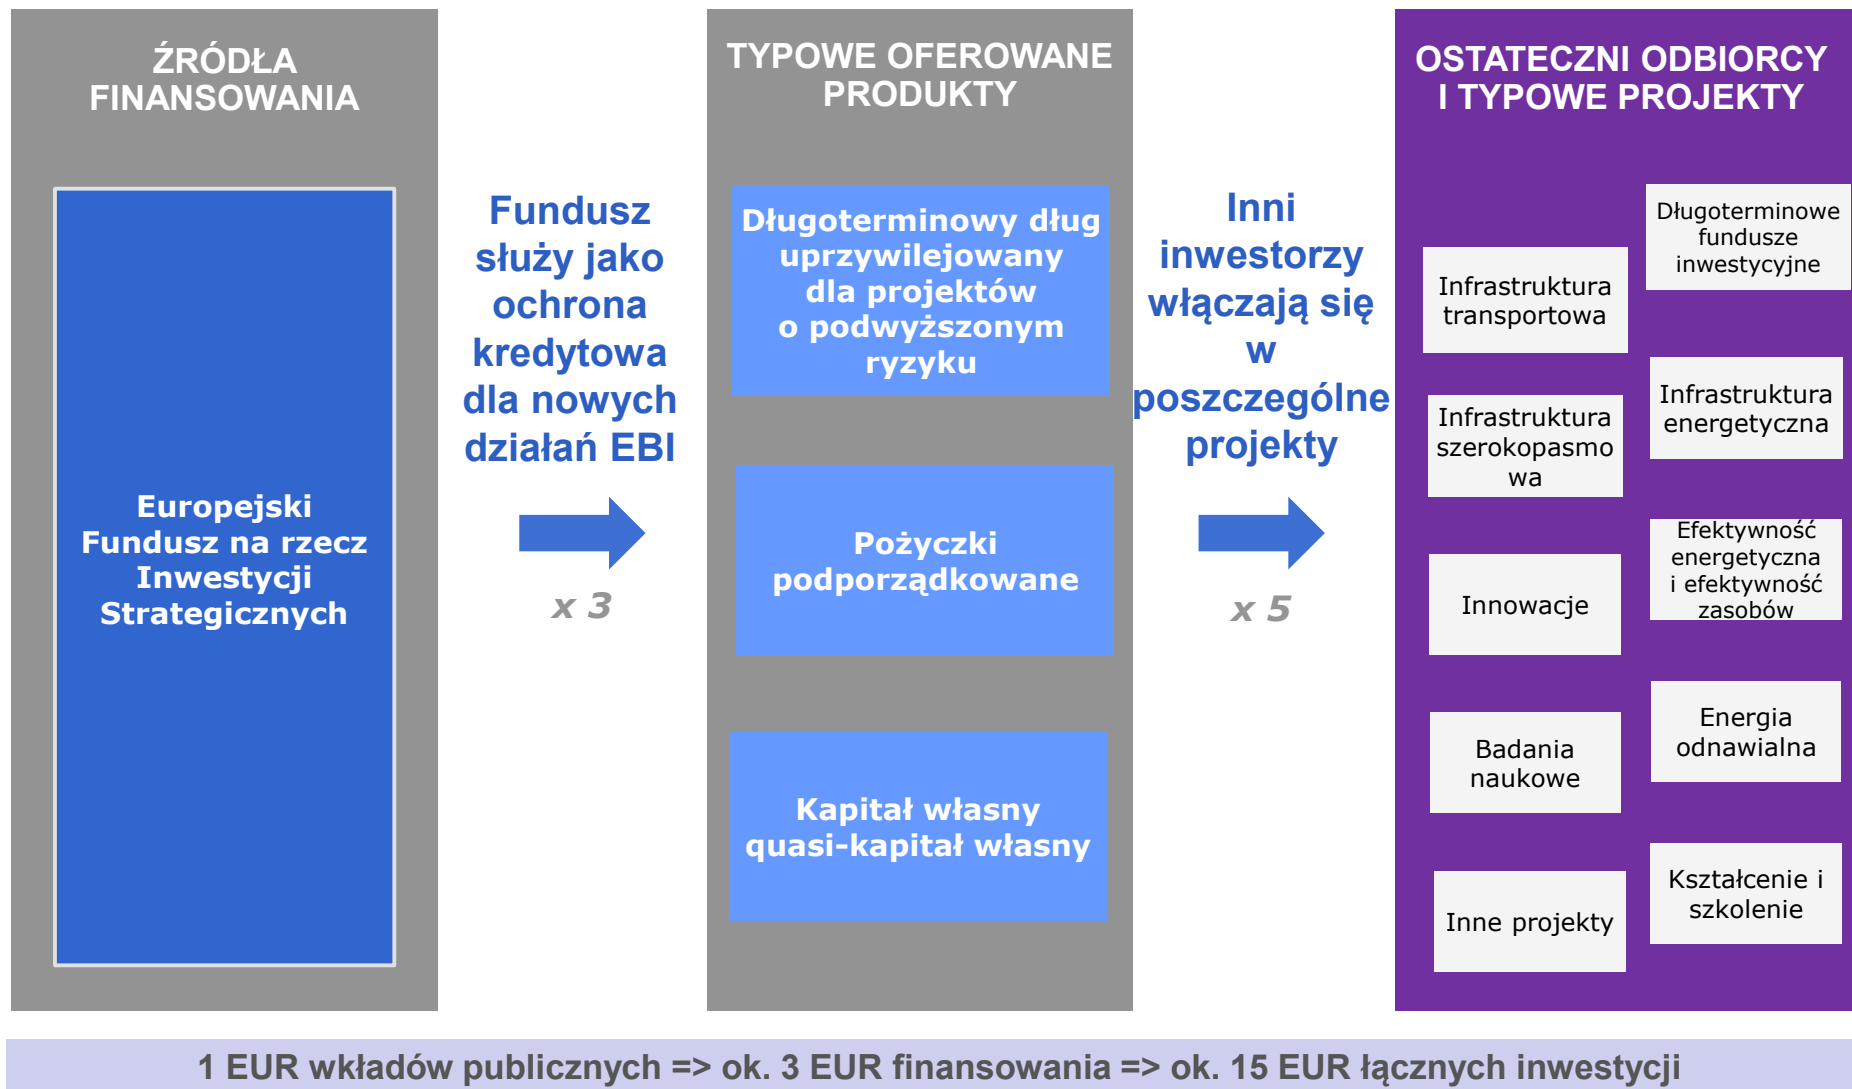 ŹRÓDŁA
FINANSOWANIA
Europejski
Fundusz na rzecz
Inwestycji
Strategicznych
Fundusz
służy jako
ochrona
kredytowa
dla nowych
działań EBI
x 3
TYPOWE OFEROWANE
PRODUKTY
Długoterminowy dług
uprzywilejowany
dla projektów
o podwyższonym
ryzyku
Pożyczki
podporządkowane
Kapitał własny
quasi-kapitał własny
Inni
inwestorzy
włączają się
w
poszczególne
projekty
x 5
OSTATECZNI ODBIORCY
I TYPOWE PROJEKTY
Długoterminowe
fundusze
inwestycyjne
Infrastruktura
transportowa
Infrastruktura
energetyczna
Infrastruktura
szerokopasmo
wa
Efektywność
energetyczna
i efektywność
zasobów
Innowacje
Energia
odnawialna
Badania
naukowe
Kształcenie i
szkolenie
Inne projekty
1 EUR wkładów publicznych => ok. 3 EUR finansowania => ok. 15 EUR łącznych inwestycji